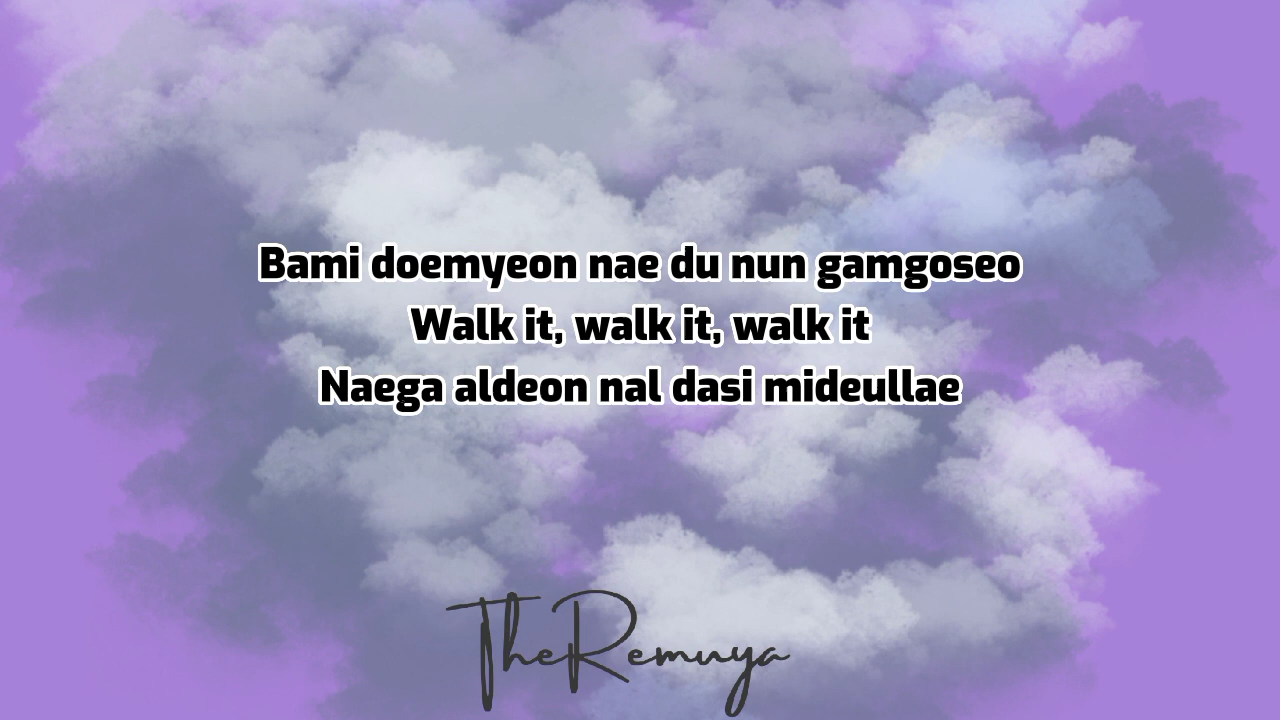 Bami doemyeon nae du nun gamgoseo
Walk it, walk it, walk it
Naega aldeon nal dasi mideullae
TheRemuya